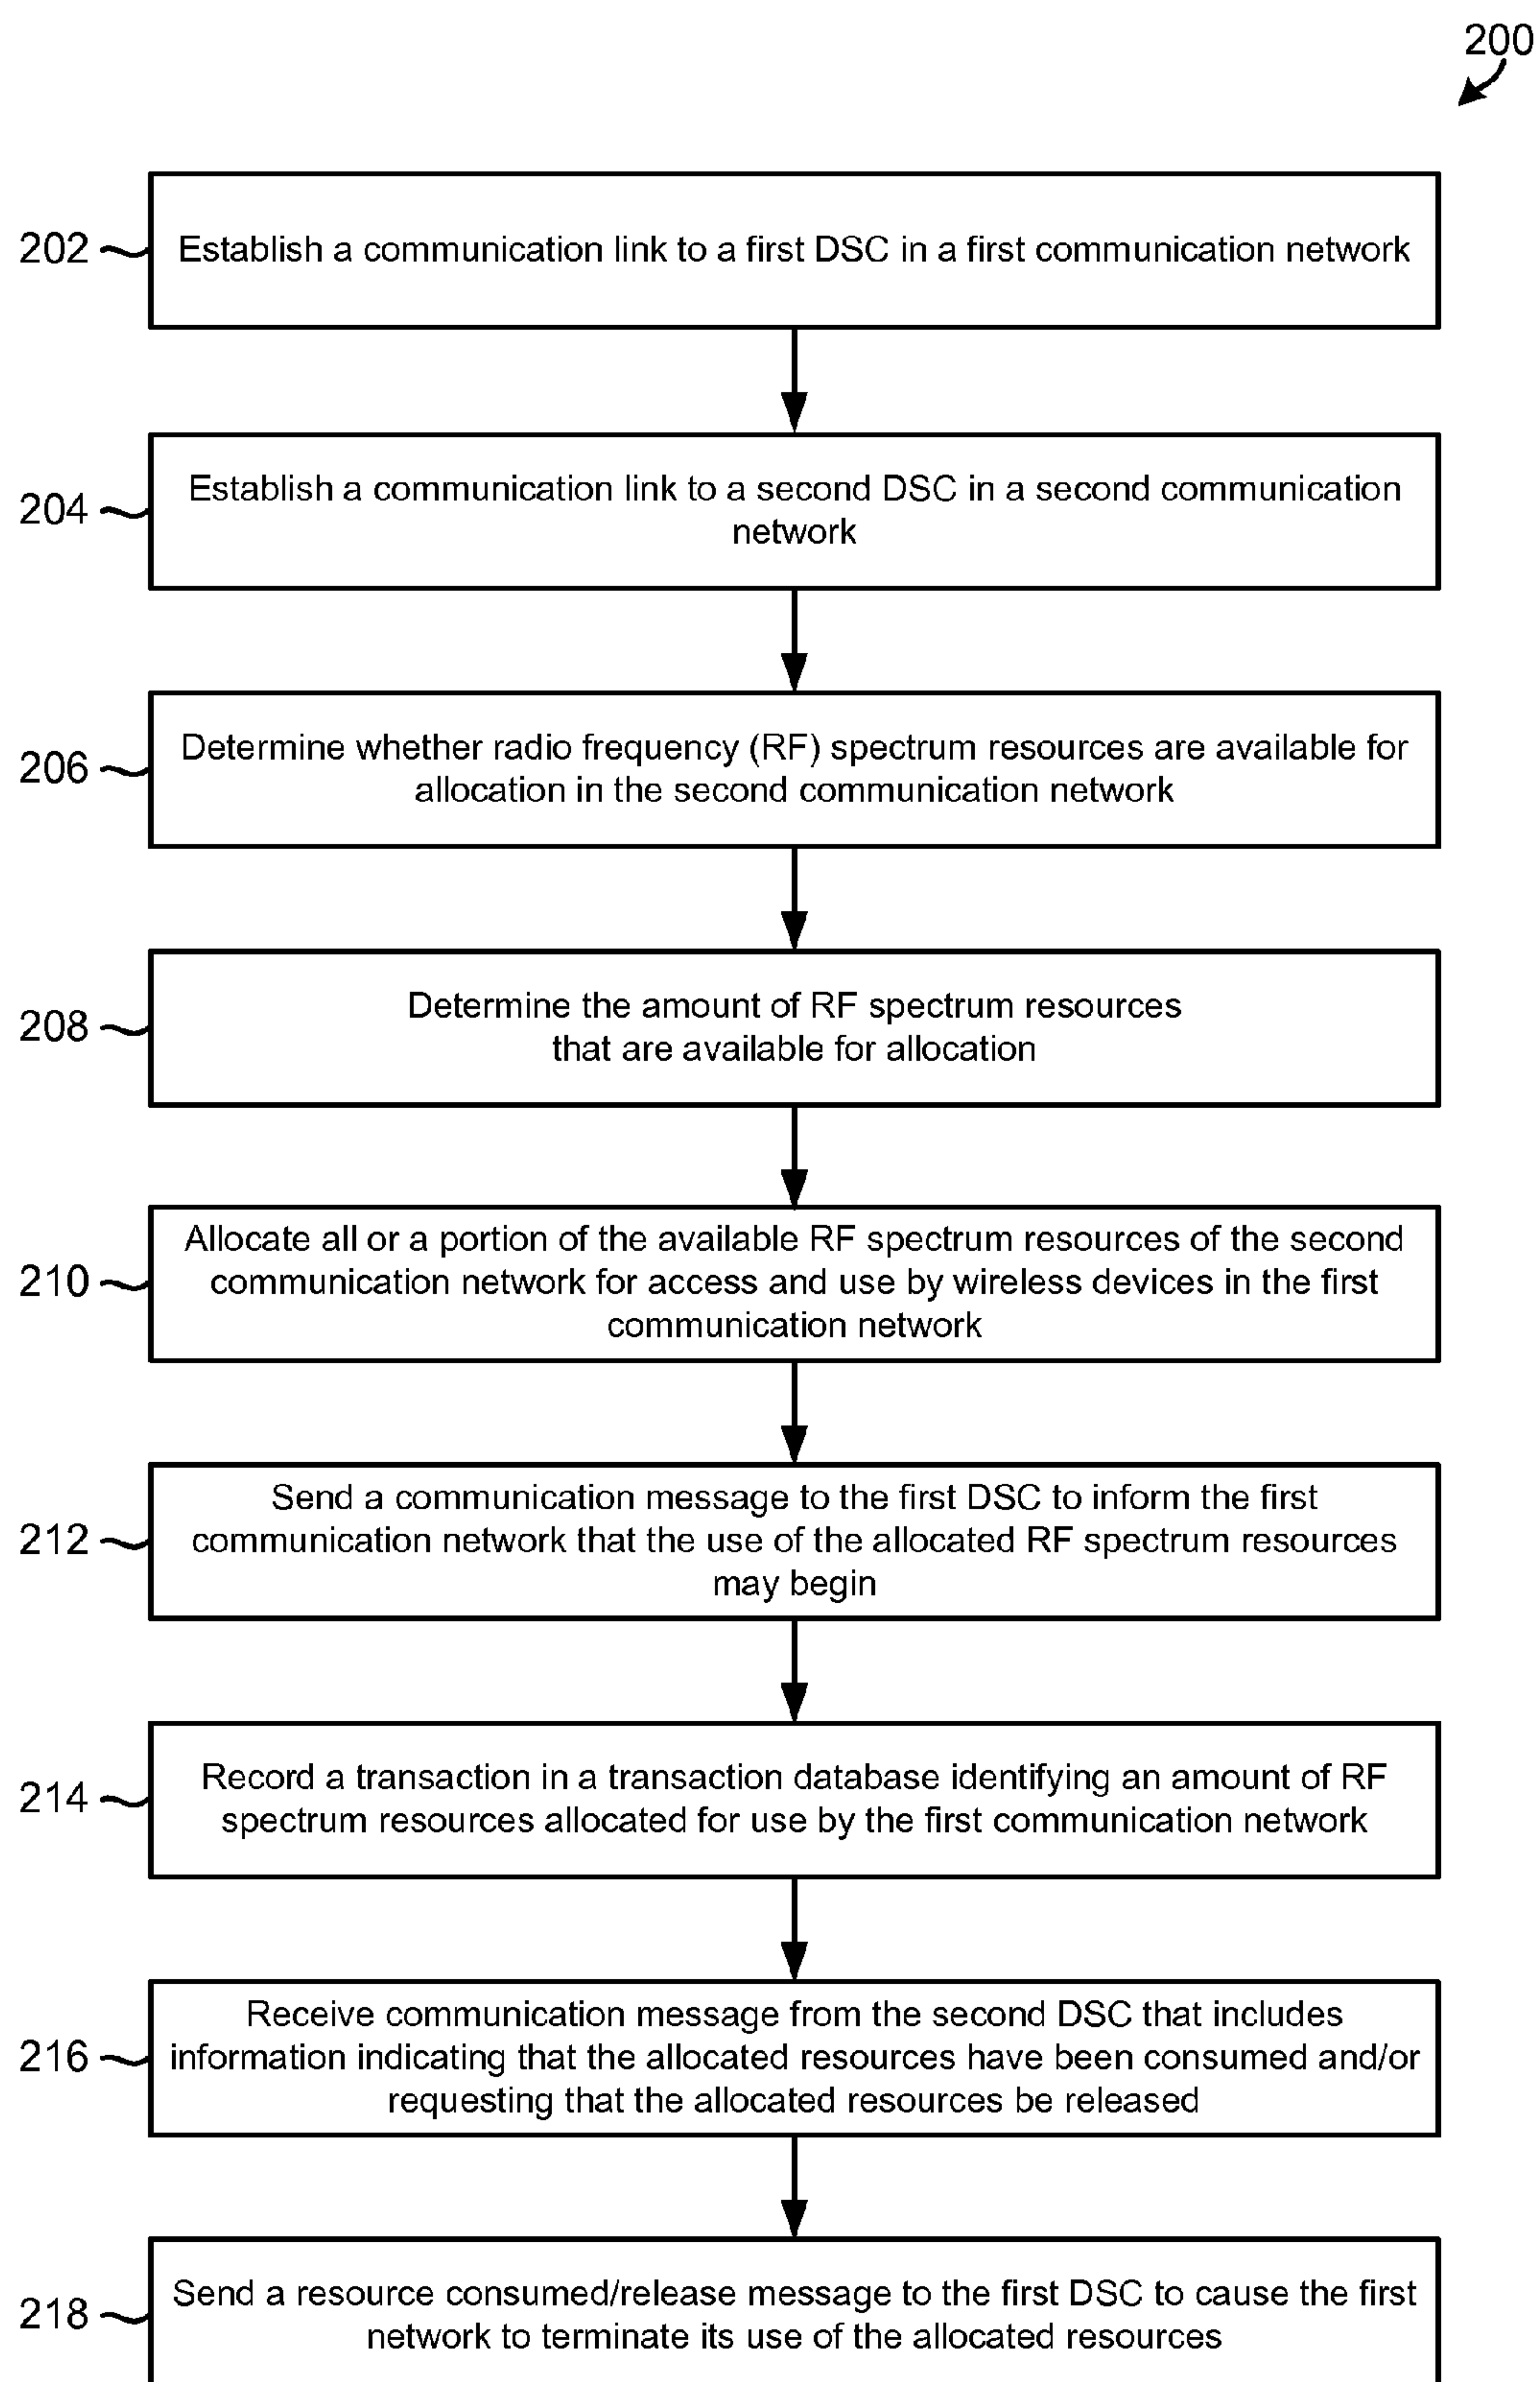 200
202
Establish a communication link to a first DSC in a first communication network
204
Establish a communication link to a second DSC in a second communication
network
206
Determine whether radio frequency (RF) spectrum resources are available for
allocation in the second communication network
208
Determine the amount of RF spectrum resources
that are available for allocation
210
Allocate all or a portion of the available RF spectrum resources of the second
communication network for access and use by wireless devices in the first
communication network
212
Send a communication message to the first DSC to inform the first
communication network that the use of the allocated RF spectrum resources
may begin
214
Record a transaction in a transaction database identifying an amount of RF
spectrum resources allocated for use by the first communication network
216
Receive communication message from the second DSC that includes
information indicating that the allocated resources have been consumed and/or
requesting that the allocated resources be released
218
Send a resource consumed/release message to the first DSC to cause the first
network to terminate its use of the allocated resources